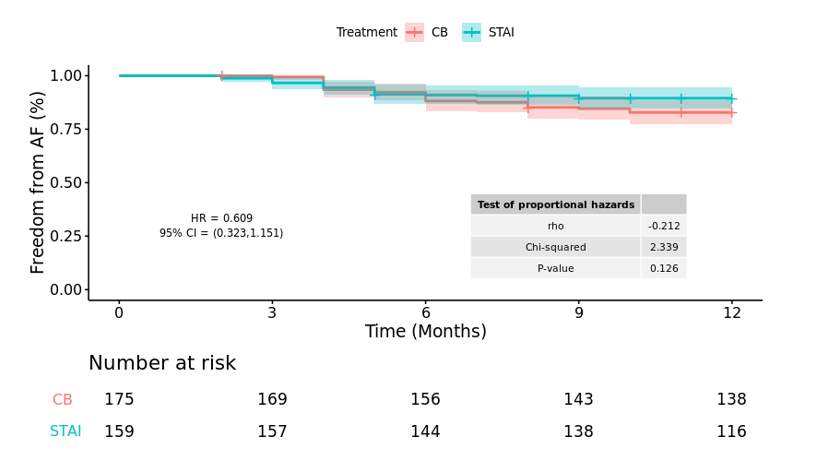 Treatment CB STAI
1.00
0.75
0.50
0.25
0.00
Freedom from AF (%)
HR = 0.609
95% CI = (0.323,1.151)
Test of proportional hazards
rho -0.212
Chi-squared 2.339
P-value 0.126
0 3 6 9 12
Time (Months)
Number at risk
CB 175 169 156 143 138
STAI 159 157 144 138 116